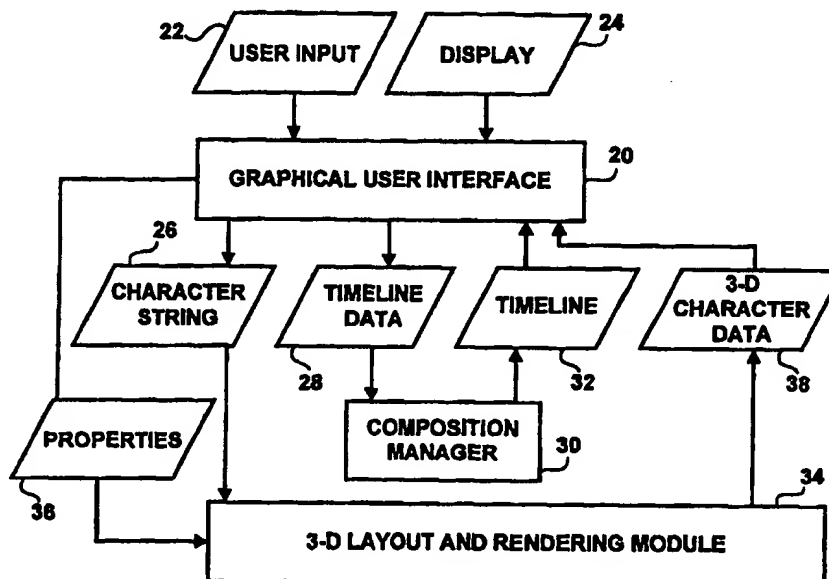 22
USER INPUT
DISPLAY
24
GRAPHICAL USER INTERFACE
20
26
CHARACTER
STRING
TIMELINE
DATA
28
TIMELINE
32
3-D
CHARACTER
DATA
38
PROPERTIES
36
COMPOSITION
MANAGER
30
34
3-D LAYOUT AND RENDERING MODULE